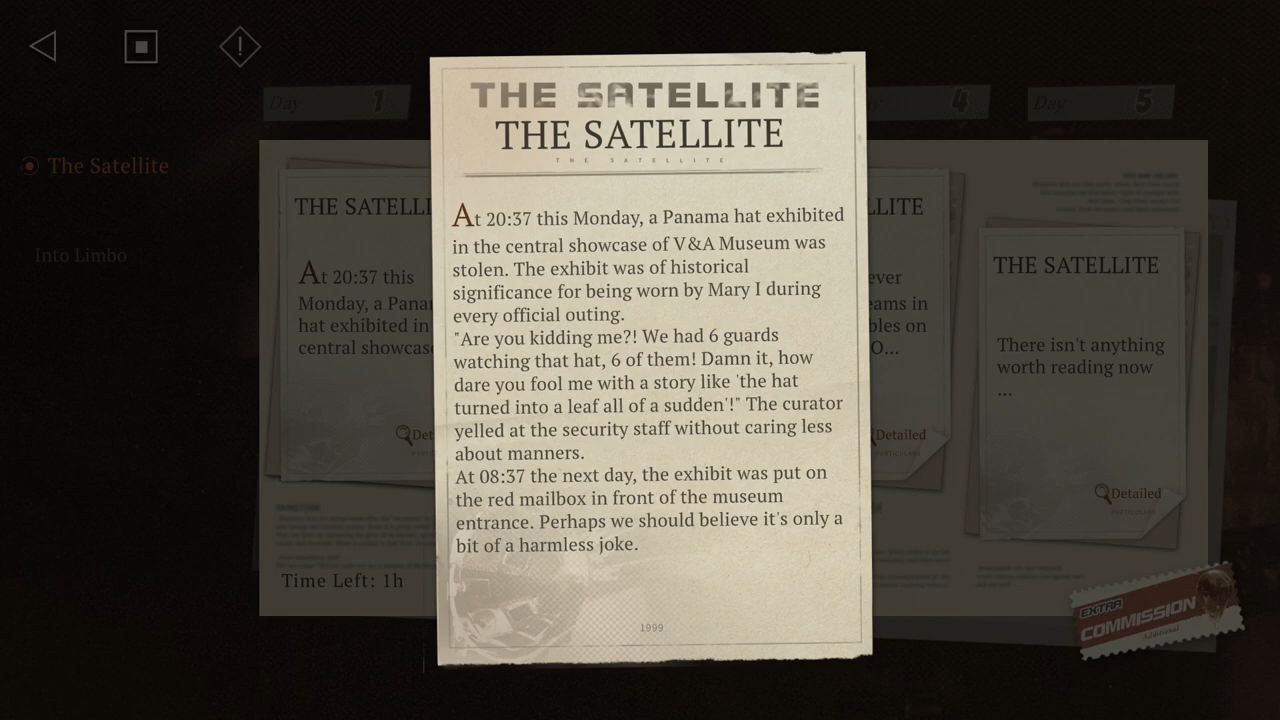 Day 1
4
Day 5
The Satellite
Into Limbo
THE SATELLI
At 20:37 this
Monday, a Panam
hat exhibited in
central showcase
Det
Time Left: 1h
THE SATELLITE
THE SATELLITE
THE SATELLITE
At 20:37 this Monday, a Panama hat exhibited
in the central showcase of V&A Museum was
stolen. The exhibit was of historical
significance for being worn by Mary I during
every official outing.
"Are you kidding me?! We had 6 guards
watching that hat, 6 of them! Damn it, how
dare you fool me with a story like 'the hat
turned into a leaf all of a sudden'!" The curator
yelled at the security staff without caring less
about manners.
At 08:37 the next day, the exhibit was put on
the red mailbox in front of the museum
entrance. Perhaps we should believe it's only a
bit of a harmless joke.
1999
LLITE
ever
eams in
bles on
O...
Detailed
THE SATELLITE
There isn't anything
worth reading now
...
Detailed
EXTRA
COMMISSION
Additional